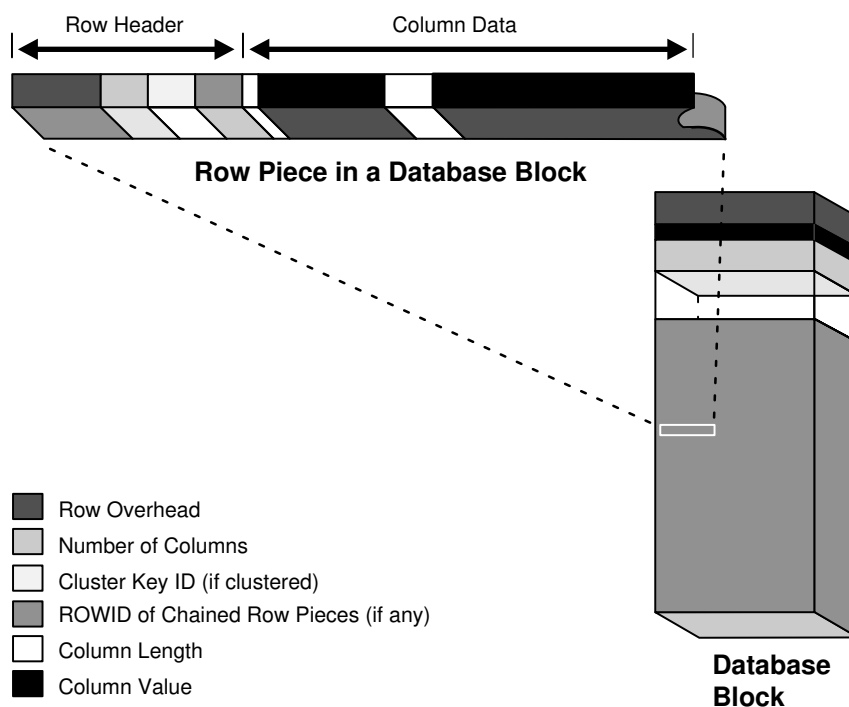 Row Header
Column Data
Row Piece in a Database Block
Row Overhead
Number of Columns
Cluster Key ID (if clustered)
ROWID of Chained Row Pieces (if any)
Column Length
Column Value
Database
Block